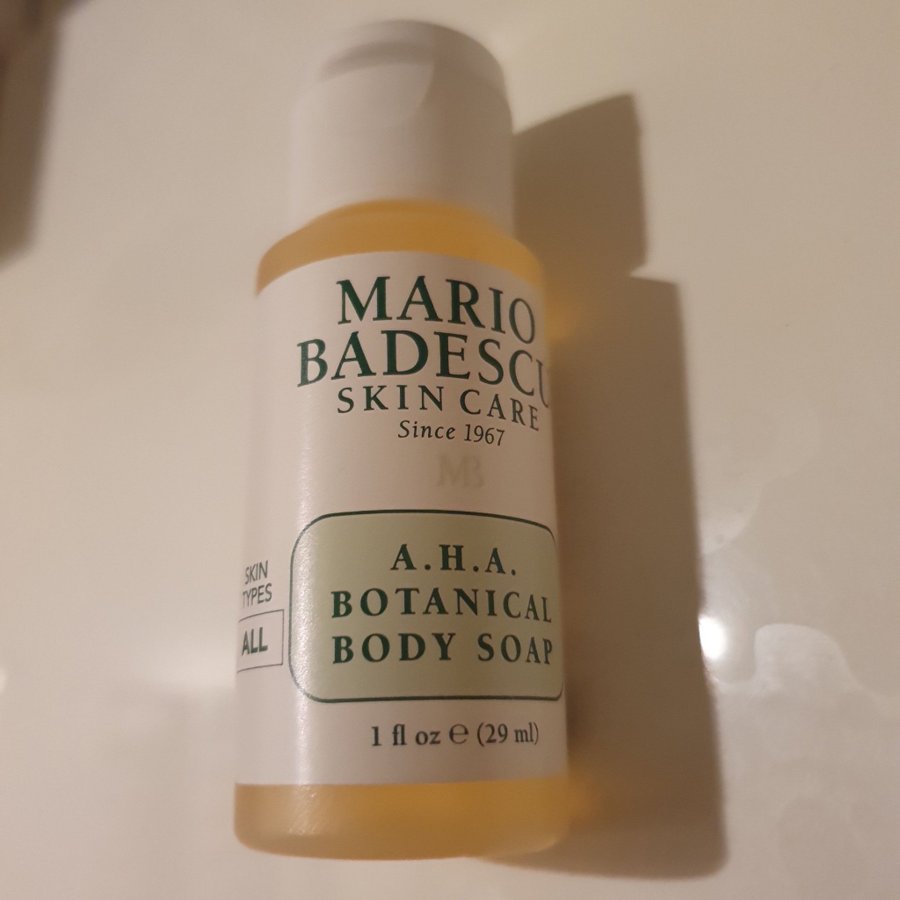 MARIO
BADESCU
SKIN CARE
Since 1967
MB
SKIN
TYPES
ALL
A.H.A.
BOTANICAL
BODY SOAP
1 fl oz ℮ (29 ml)